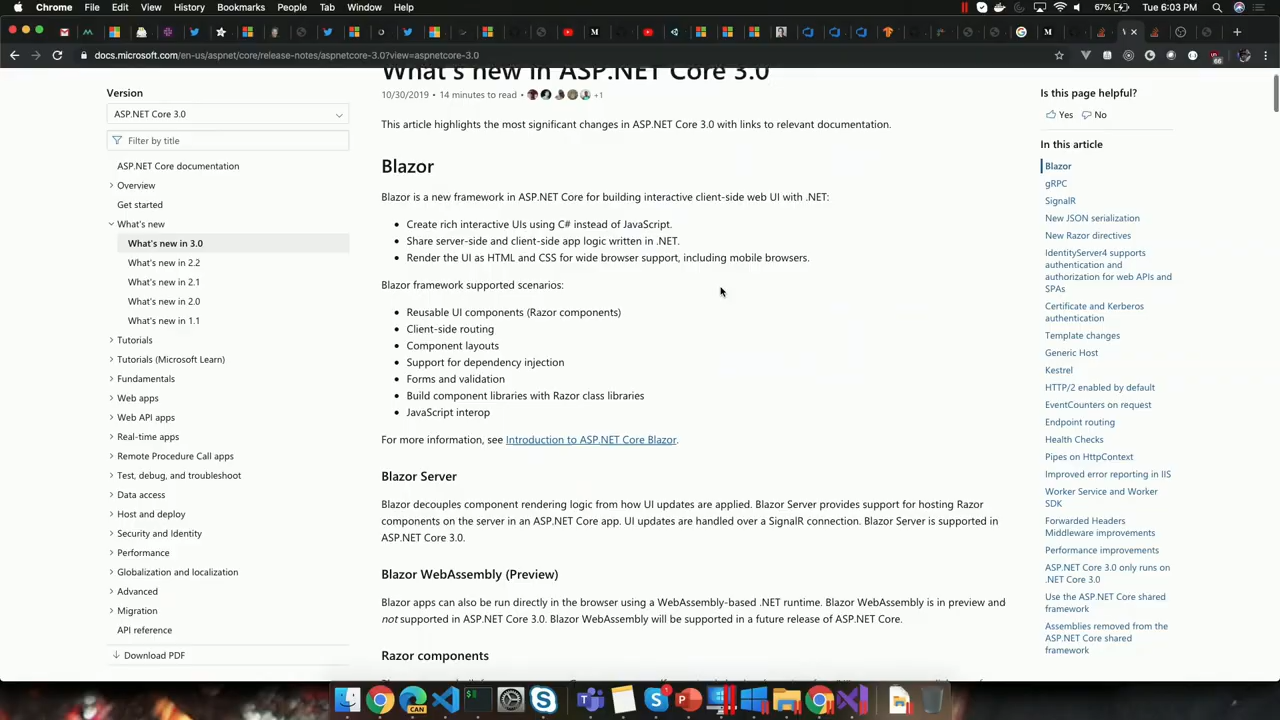 Chrome File Edit View History Bookmarks People Tab Window Help 67% Tue 6:03 PM
docs.microsoft.com/en-us/aspnet/core/release-notes/aspnetcore-3.0?view=aspnetcore-3.0
What's new in ASP.NET Core 3.0
10/30/2019 • 14 minutes to read • +1
This article highlights the most significant changes in ASP.NET Core 3.0 with links to relevant documentation.
Version
ASP.NET Core 3.0
Filter by title
ASP.NET Core documentation
Overview
Get started
What's new
What's new in 3.0
What's new in 2.2
What's new in 2.1
What's new in 2.0
What's new in 1.1
Tutorials
Tutorials (Microsoft Learn)
Fundamentals
Web apps
Web API apps
Real-time apps
Remote Procedure Call apps
Test, debug, and troubleshoot
Data access
Host and deploy
Security and Identity
Performance
Globalization and localization
Advanced
Migration
API reference
Download PDF
Blazor
Blazor is a new framework in ASP.NET Core for building interactive client-side web UI with .NET:
• Create rich interactive UIs using C# instead of JavaScript.
• Share server-side and client-side app logic written in .NET.
• Render the UI as HTML and CSS for wide browser support, including mobile browsers.
Blazor framework supported scenarios:
• Reusable UI components (Razor components)
• Client-side routing
• Component layouts
• Support for dependency injection
• Forms and validation
• Build component libraries with Razor class libraries
• JavaScript interop
For more information, see Introduction to ASP.NET Core Blazor.
Blazor Server
Blazor decouples component rendering logic from how UI updates are applied. Blazor Server provides support for hosting Razor
components on the server in an ASP.NET Core app. UI updates are handled over a SignalR connection. Blazor Server is supported in
ASP.NET Core 3.0.
Blazor WebAssembly (Preview)
Blazor apps can also be run directly in the browser using a WebAssembly-based .NET runtime. Blazor WebAssembly is in preview and
not supported in ASP.NET Core 3.0. Blazor WebAssembly will be supported in a future release of ASP.NET Core.
Razor components
Is this page helpful?
Yes No
In this article
Blazor
gRPC
SignalR
New JSON serialization
New Razor directives
IdentityServer4 supports
authentication and
authorization for web APIs and
SPAs
Certificate and Kerberos
authentication
Template changes
Generic Host
Kestrel
HTTP/2 enabled by default
EventCounters on request
Endpoint routing
Health Checks
Pipes on HttpContext
Improved error reporting in IIS
Worker Service and Worker
SDK
Forwarded Headers
Middleware improvements
Performance improvements
ASP.NET Core 3.0 only runs on
.NET Core 3.0
Use the ASP.NET Core shared
framework
Assemblies removed from the
ASP.NET Core shared
framework
CAN